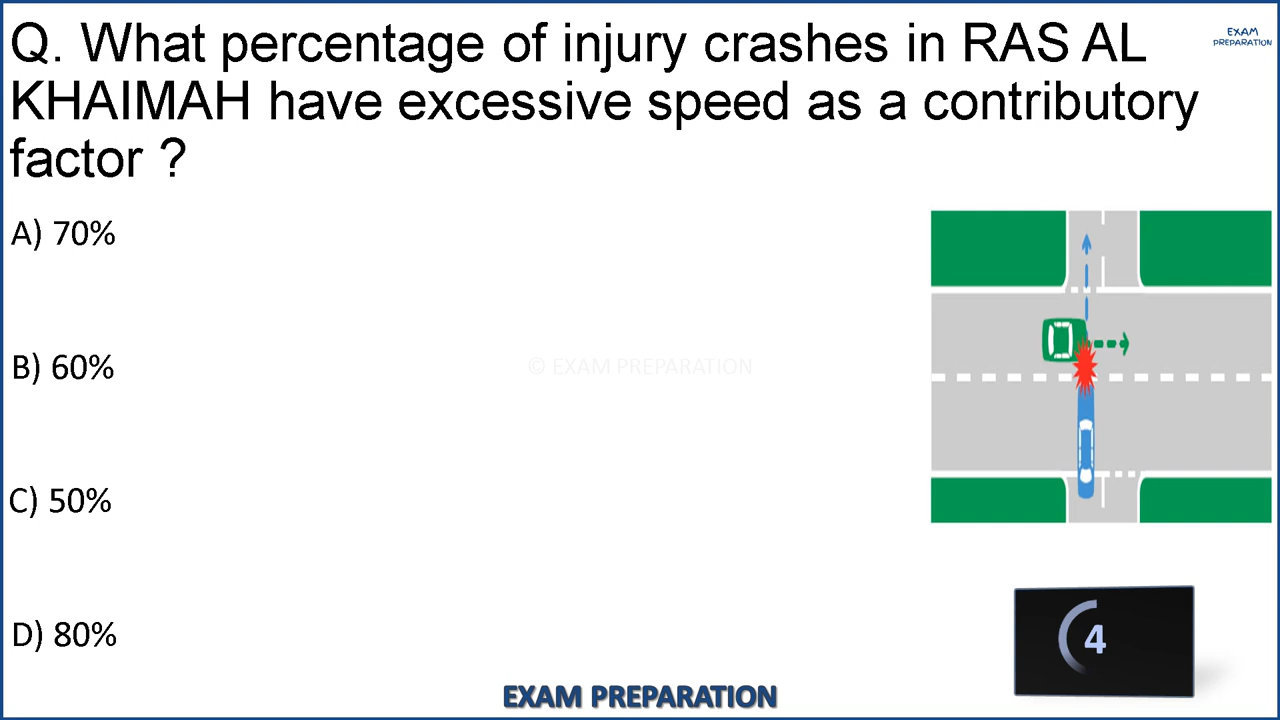 Q. What percentage of injury crashes in RAS AL
KHAIMAH have excessive speed as a contributory
factor ?
EXAM
PREPARATION
A) 70%
B) 60%
© EXAM PREPARATION
C) 50%
D) 80%
4
EXAM PREPARATION